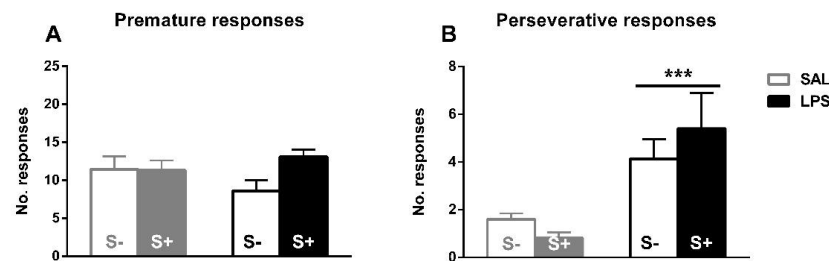 A
Premature responses
No. responses
25
20
15
10
5
0
S-
S+
S-
S+
B
Perseverative responses
No. responses
8
6
4
2
0
S-
S+
S-
S+
***
SAL
LPS